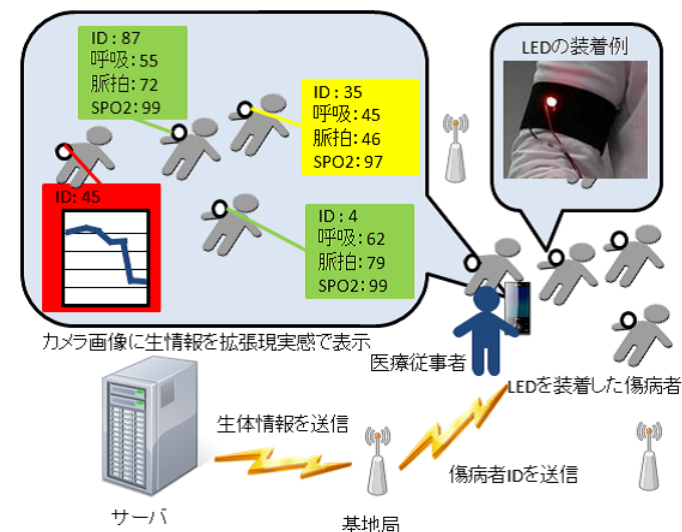 ID : 87
呼吸 : 55
脈拍 : 72
SPO2: 99
ID : 35
呼吸 : 45
脈拍 : 46
SPO2: 97
ID: 45
ID : 4
呼吸 : 62
脈拍 : 79
SPO2: 99
LEDの装着例
カメラ画像に生情報を拡張現実感で表示
医療従事者
LEDを装着した傷病者
生体情報を送信
傷病者IDを送信
サーバ
基地局